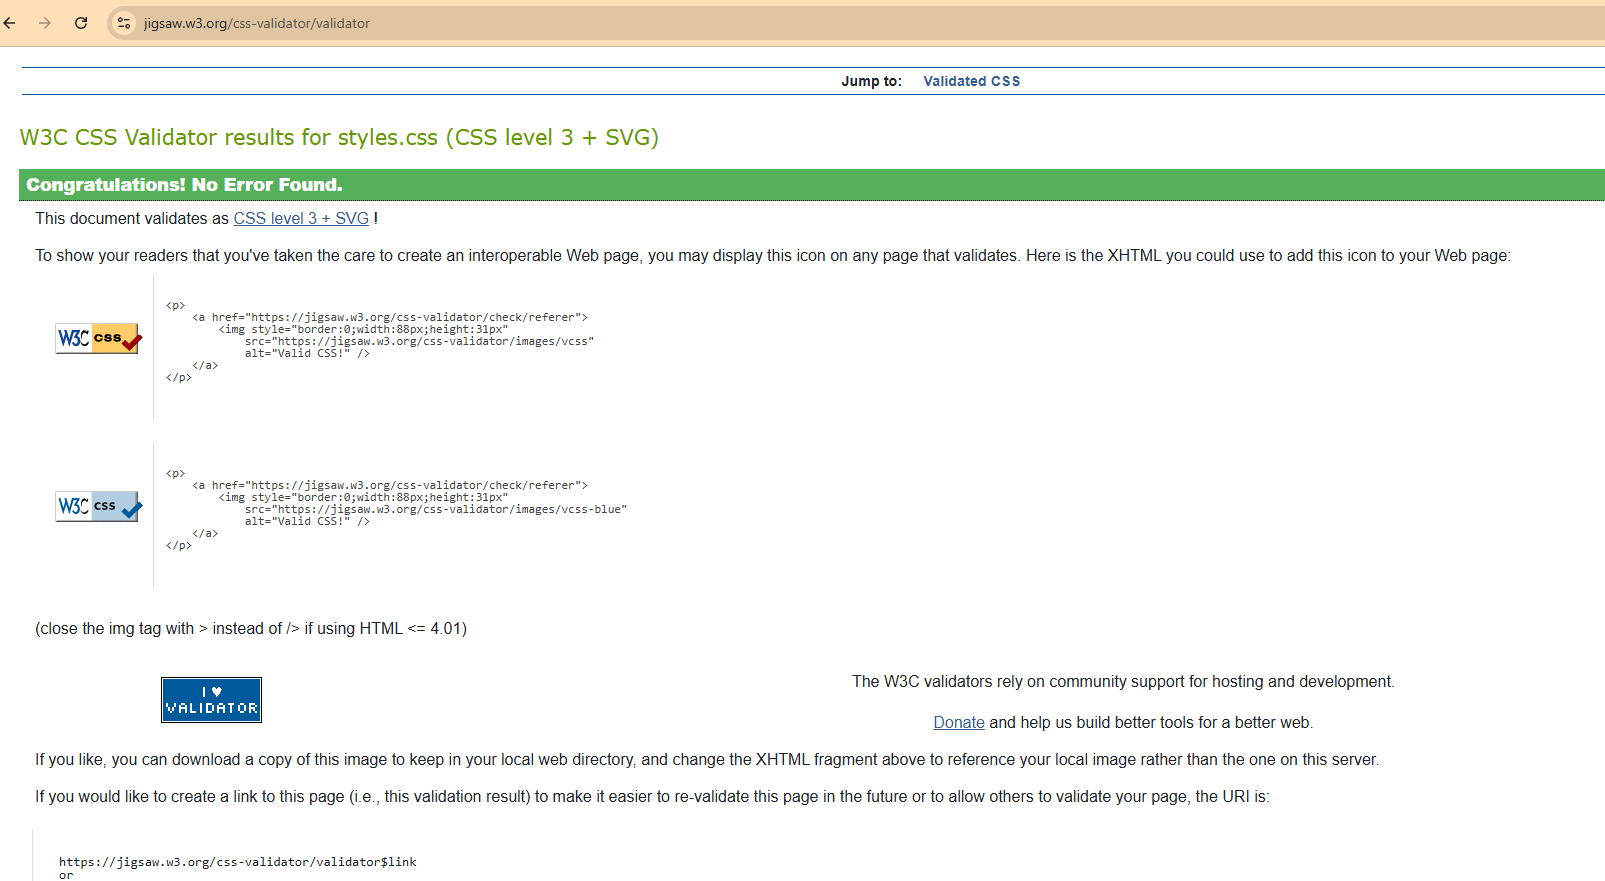 jigsaw.w3.org/css-validator/validator
Jump to: Validated CSS
W3C CSS Validator results for styles.css (CSS level 3 + SVG)
Congratulations! No Error Found.
This document validates as CSS level 3 + SVG !
To show your readers that you've taken the care to create an interoperable Web page, you may display this icon on any page that validates. Here is the XHTML you could use to add this icon to your Web page:
<p>
<a href="https://jigsaw.w3.org/css-validator/check/referer">
<img style="border:0;width:88px;height:31px"
W3C css
src="https://jigsaw.w3.org/css-validator/images/vcss"
alt="Valid CSS!" />
</a>
</p>
<p>
<a href="https://jigsaw.w3.org/css-validator/check/referer">
<img style="border:0;width:88px;height:31px"
W3C css
src="https://jigsaw.w3.org/css-validator/images/vcss-blue"
alt="Valid CSS!" />
</a>
</p>
(close the img tag with > instead of /> if using HTML <= 4.01)
I ♥
VALIDATOR
The W3C validators rely on community support for hosting and development.
Donate and help us build better tools for a better web.
If you like, you can download a copy of this image to keep in your local web directory, and change the XHTML fragment above to reference your local image rather than the one on this server.
If you would like to create a link to this page (i.e., this validation result) to make it easier to re-validate this page in the future or to allow others to validate your page, the URI is:
https://jigsaw.w3.org/css-validator/validator$link
or